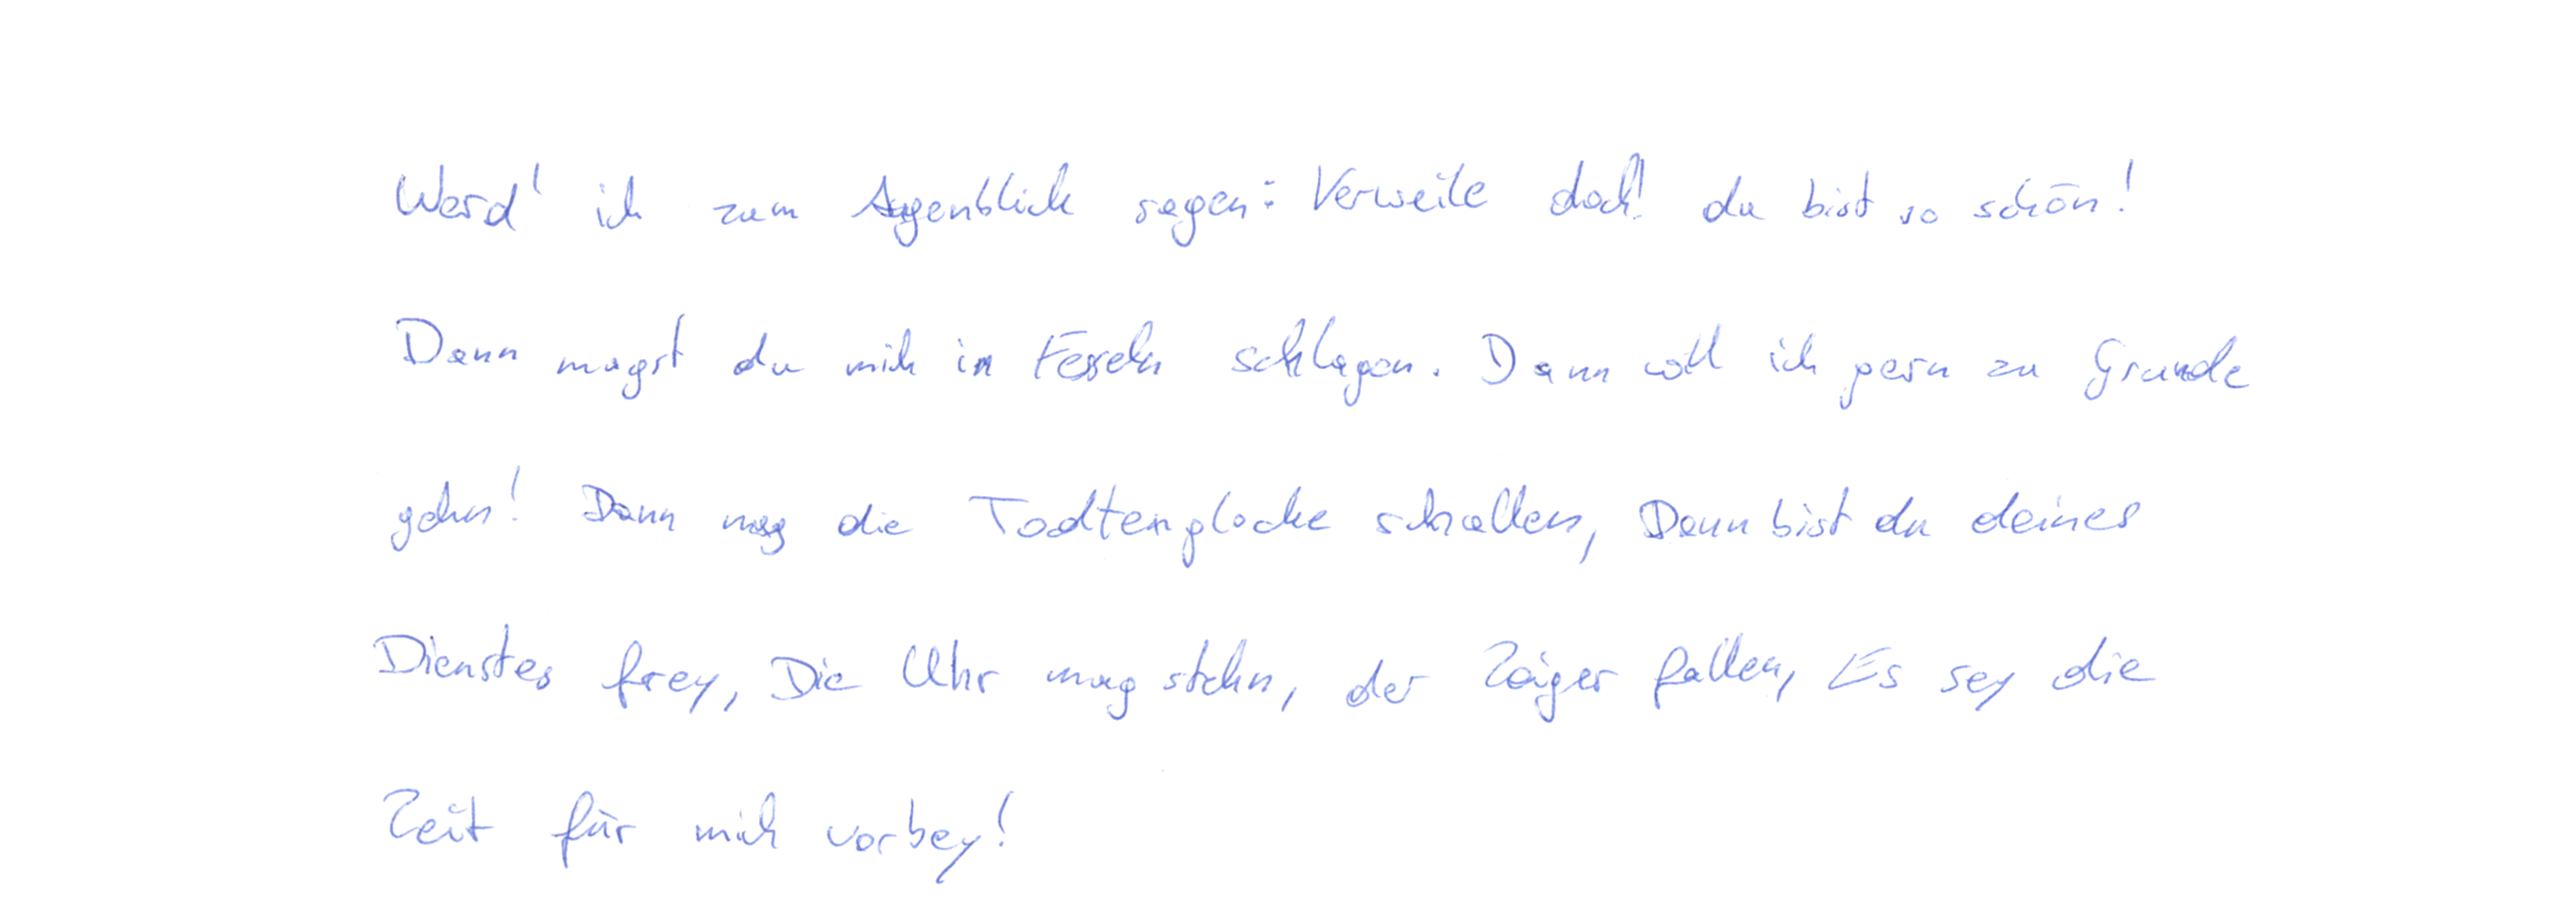 Werd' ich zum Augenblick sagen: Verweile doch! du bist so schön!
Dann magst du mich in Fesseln schlagen. Dann will ich gern zu Grunde
gehn! Dann mag die Todtenglocke schallen, Dann bist du deines
Dienstes frey, Die Uhr mag stehn, der Zeiger fallen, Es sey die
Zeit für mich vorbey!